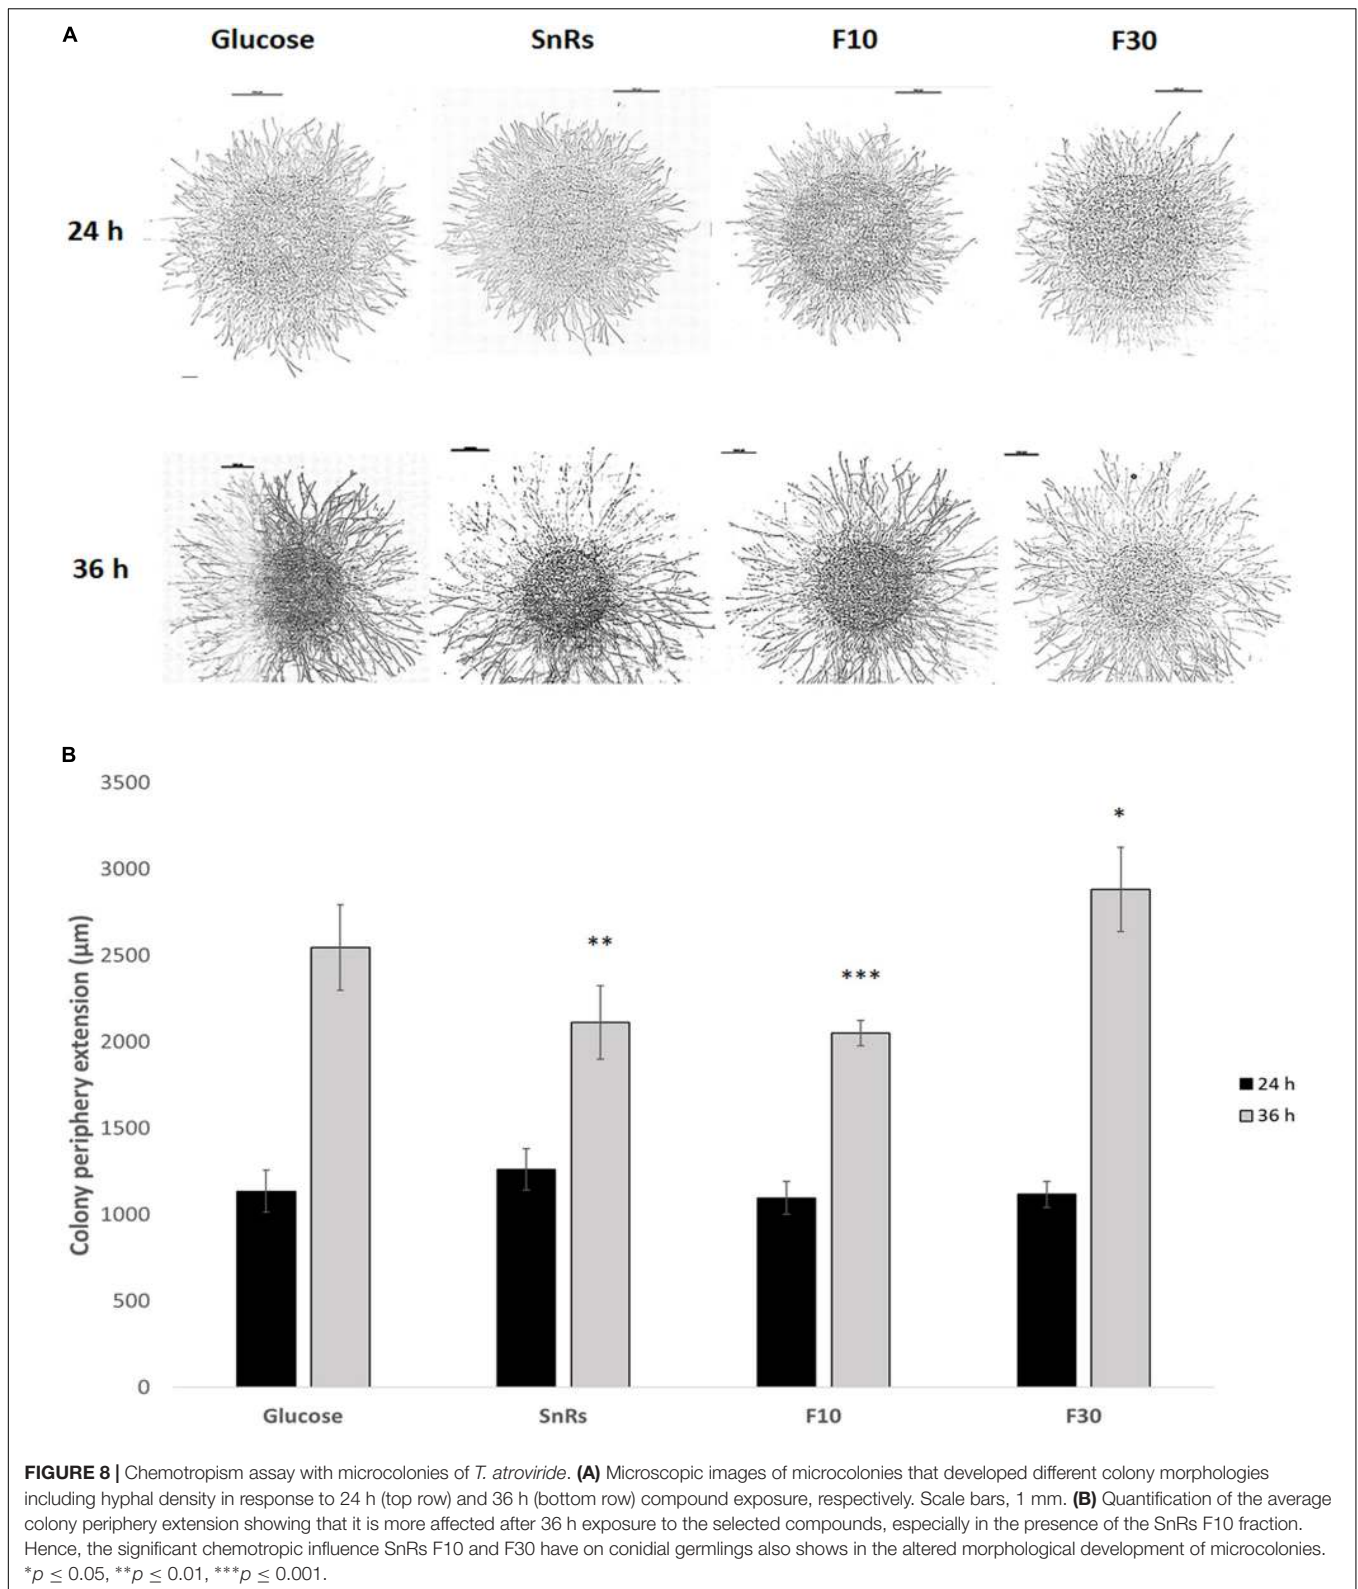 A
Glucose SnRs F10 F30
24 h
36 h
B
3500
3000
2500
2000
1500
1000
500
0
Colony periphery extension (µm)
** *** *
24 h
36 h
Glucose SnRs F10 F30
FIGURE 8 | Chemotropism assay with microcolonies of T. atroviride. (A) Microscopic images of microcolonies that developed different colony morphologies
including hyphal density in response to 24 h (top row) and 36 h (bottom row) compound exposure, respectively. Scale bars, 1 mm. (B) Quantification of the average
colony periphery extension showing that it is more affected after 36 h exposure to the selected compounds, especially in the presence of the SnRs F10 fraction.
Hence, the significant chemotropic influence SnRs F10 and F30 have on conidial germlings also shows in the altered morphological development of microcolonies.
*p ≤ 0.05, **p ≤ 0.01, ***p ≤ 0.001.